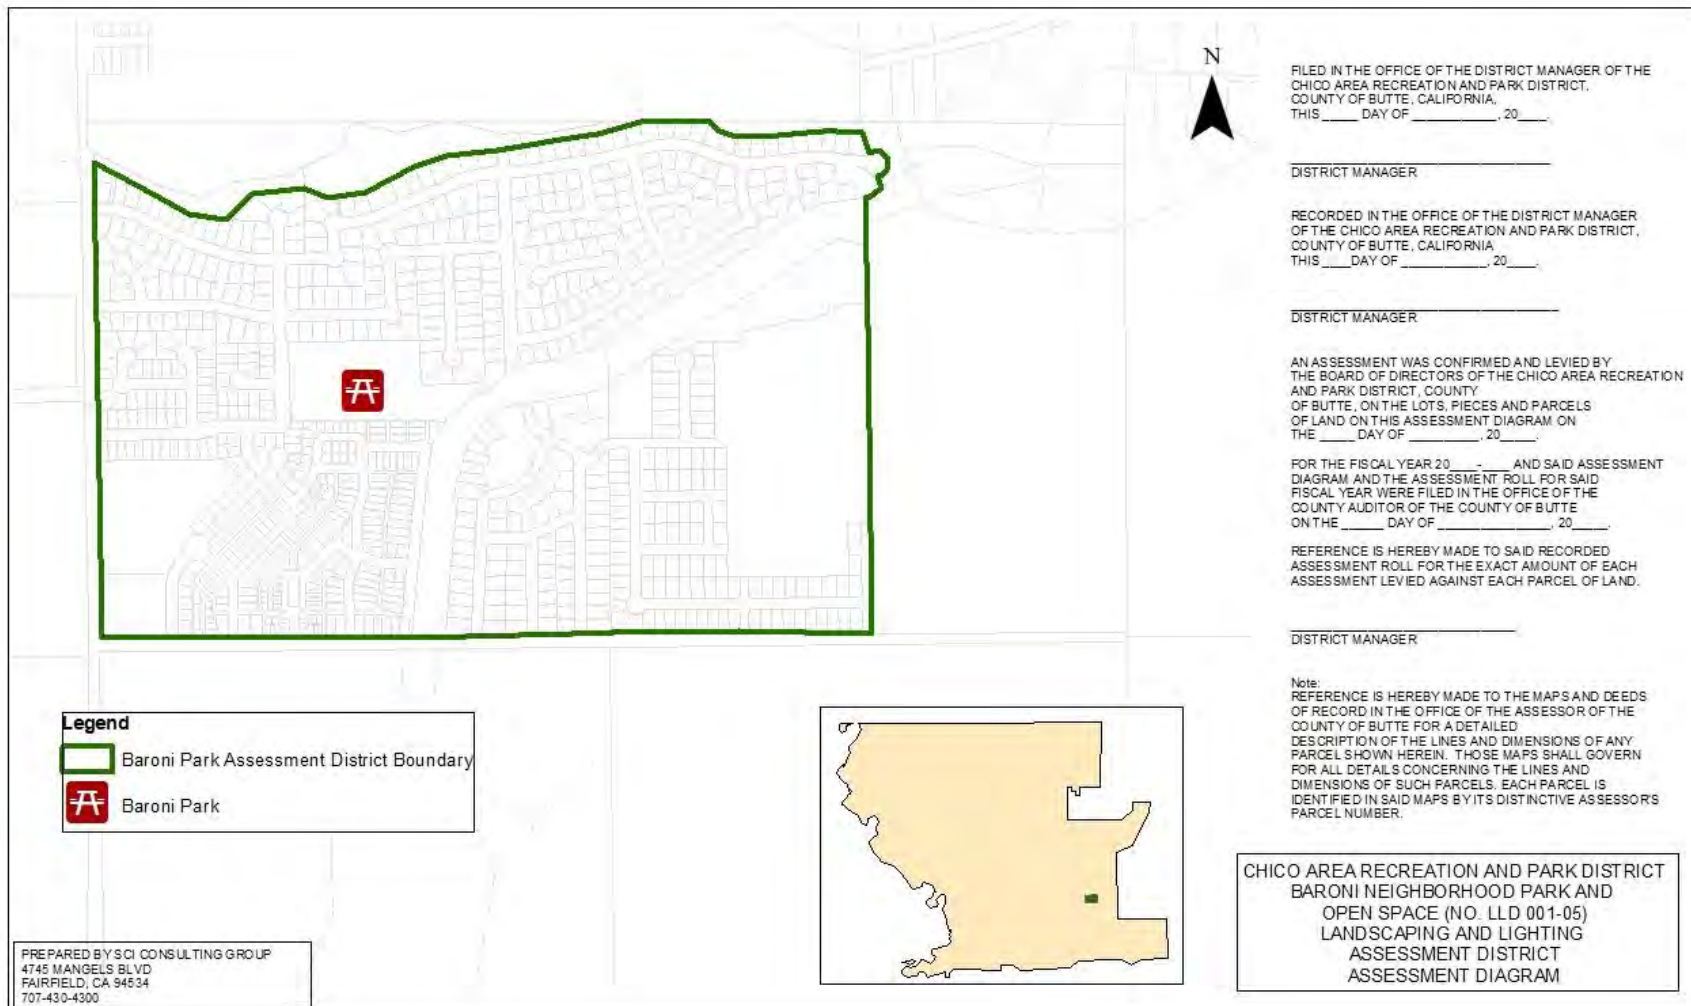 N
FILED IN THE OFFICE OF THE DISTRICT MANAGER OF THE
CHICO AREA RECREATION AND PARK DISTRICT,
COUNTY OF BUTTE, CALIFORNIA,
THIS _____ DAY OF ____________, 20____.
DISTRICT MANAGER
RECORDED IN THE OFFICE OF THE DISTRICT MANAGER
OF THE CHICO AREA RECREATION AND PARK DISTRICT,
COUNTY OF BUTTE, CALIFORNIA
THIS ____DAY OF ____________, 20____.
DISTRICT MANAGER
AN ASSESSMENT WAS CONFIRMED AND LEVIED BY
THE BOARD OF DIRECTORS OF THE CHICO AREA RECREATION
AND PARK DISTRICT, COUNTY
OF BUTTE, ON THE LOTS, PIECES AND PARCELS
OF LAND ON THIS ASSESSMENT DIAGRAM ON
THE _____ DAY OF __________, 20_____.
FOR THE FISCAL YEAR 20____-____ AND SAID ASSESSMENT
DIAGRAM AND THE ASSESSMENT ROLL FOR SAID
FISCAL YEAR WERE FILED IN THE OFFICE OF THE
COUNTY AUDITOR OF THE COUNTY OF BUTTE
ON THE ______ DAY OF ________________, 20_____.
REFERENCE IS HEREBY MADE TO SAID RECORDED
ASSESSMENT ROLL FOR THE EXACT AMOUNT OF EACH
ASSESSMENT LEVIED AGAINST EACH PARCEL OF LAND.
DISTRICT MANAGER
Note:
REFERENCE IS HEREBY MADE TO THE MAPS AND DEEDS
OF RECORD IN THE OFFICE OF THE ASSESSOR OF THE
COUNTY OF BUTTE FOR A DETAILED
DESCRIPTION OF THE LINES AND DIMENSIONS OF ANY
PARCEL SHOWN HEREIN. THOSE MAPS SHALL GOVERN
FOR ALL DETAILS CONCERNING THE LINES AND
DIMENSIONS OF SUCH PARCELS. EACH PARCEL IS
IDENTIFIED IN SAID MAPS BY ITS DISTINCTIVE ASSESSOR'S
PARCEL NUMBER.
Legend
Baroni Park Assessment District Boundary
Baroni Park
PREPARED BY SCI CONSULTING GROUP
4745 MANGELS BLVD
FAIRFIELD, CA 94534
707-430-4300
CHICO AREA RECREATION AND PARK DISTRICT
BARONI NEIGHBORHOOD PARK AND
OPEN SPACE (NO. LLD 001-05)
LANDSCAPING AND LIGHTING
ASSESSMENT DISTRICT
ASSESSMENT DIAGRAM